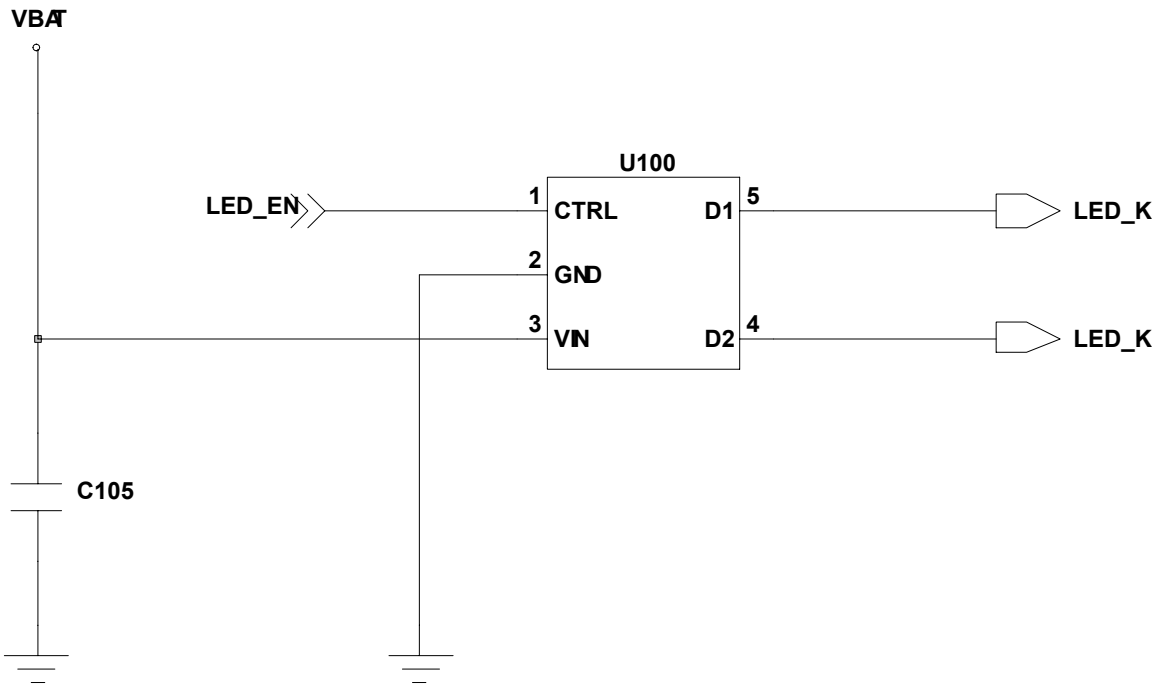 VBAT
U100
LED_EN
1
CTRL
D1
5
LED_K
2
GND
3
VIN
D2
4
LED_K
C105